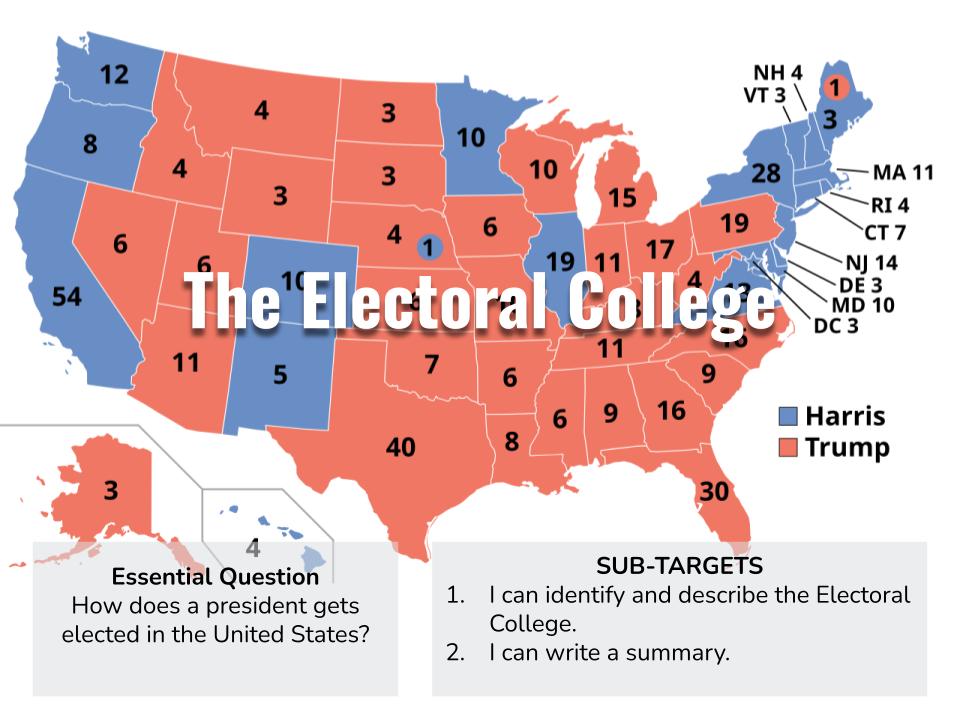 NH 4
VT 3
12
4
3
10
1
3
8
4
3
3
10
15
28
MA 11
RI 4
CT 7
6
6
4
1
6
19
11
17
19
NJ 14
DE 3
MD 10
DC 3
54
10
4
13
The Electoral College
16
11
5
7
6
11
9
40
8
6
9
16
Harris
Trump
3
30
4
Essential Question
How does a president gets
elected in the United States?
SUB-TARGETS
1. I can identify and describe the Electoral
College.
2. I can write a summary.